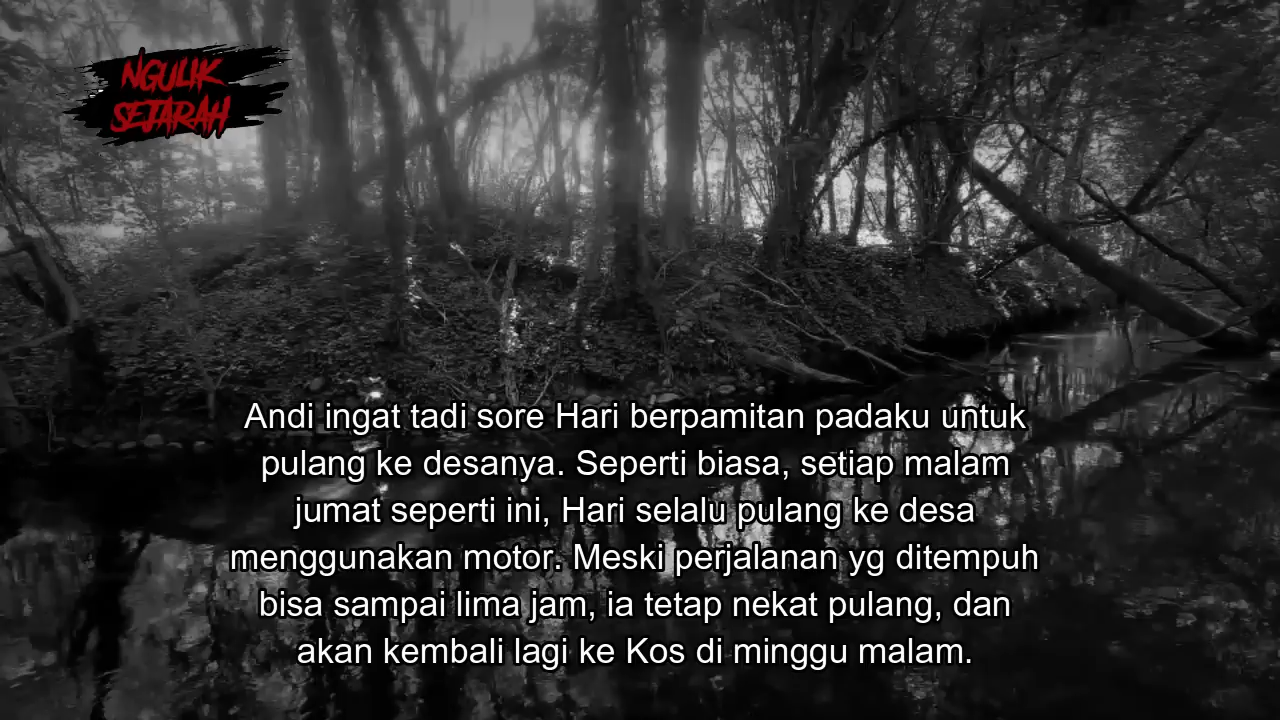 NGULIK
SEJARAH
Andi ingat tadi sore Hari berpamitan padaku untuk
pulang ke desanya. Seperti biasa, setiap malam
jumat seperti ini, Hari selalu pulang ke desa
menggunakan motor. Meski perjalanan yg ditempuh
bisa sampai lima jam, ia tetap nekat pulang, dan
akan kembali lagi ke Kos di minggu malam.